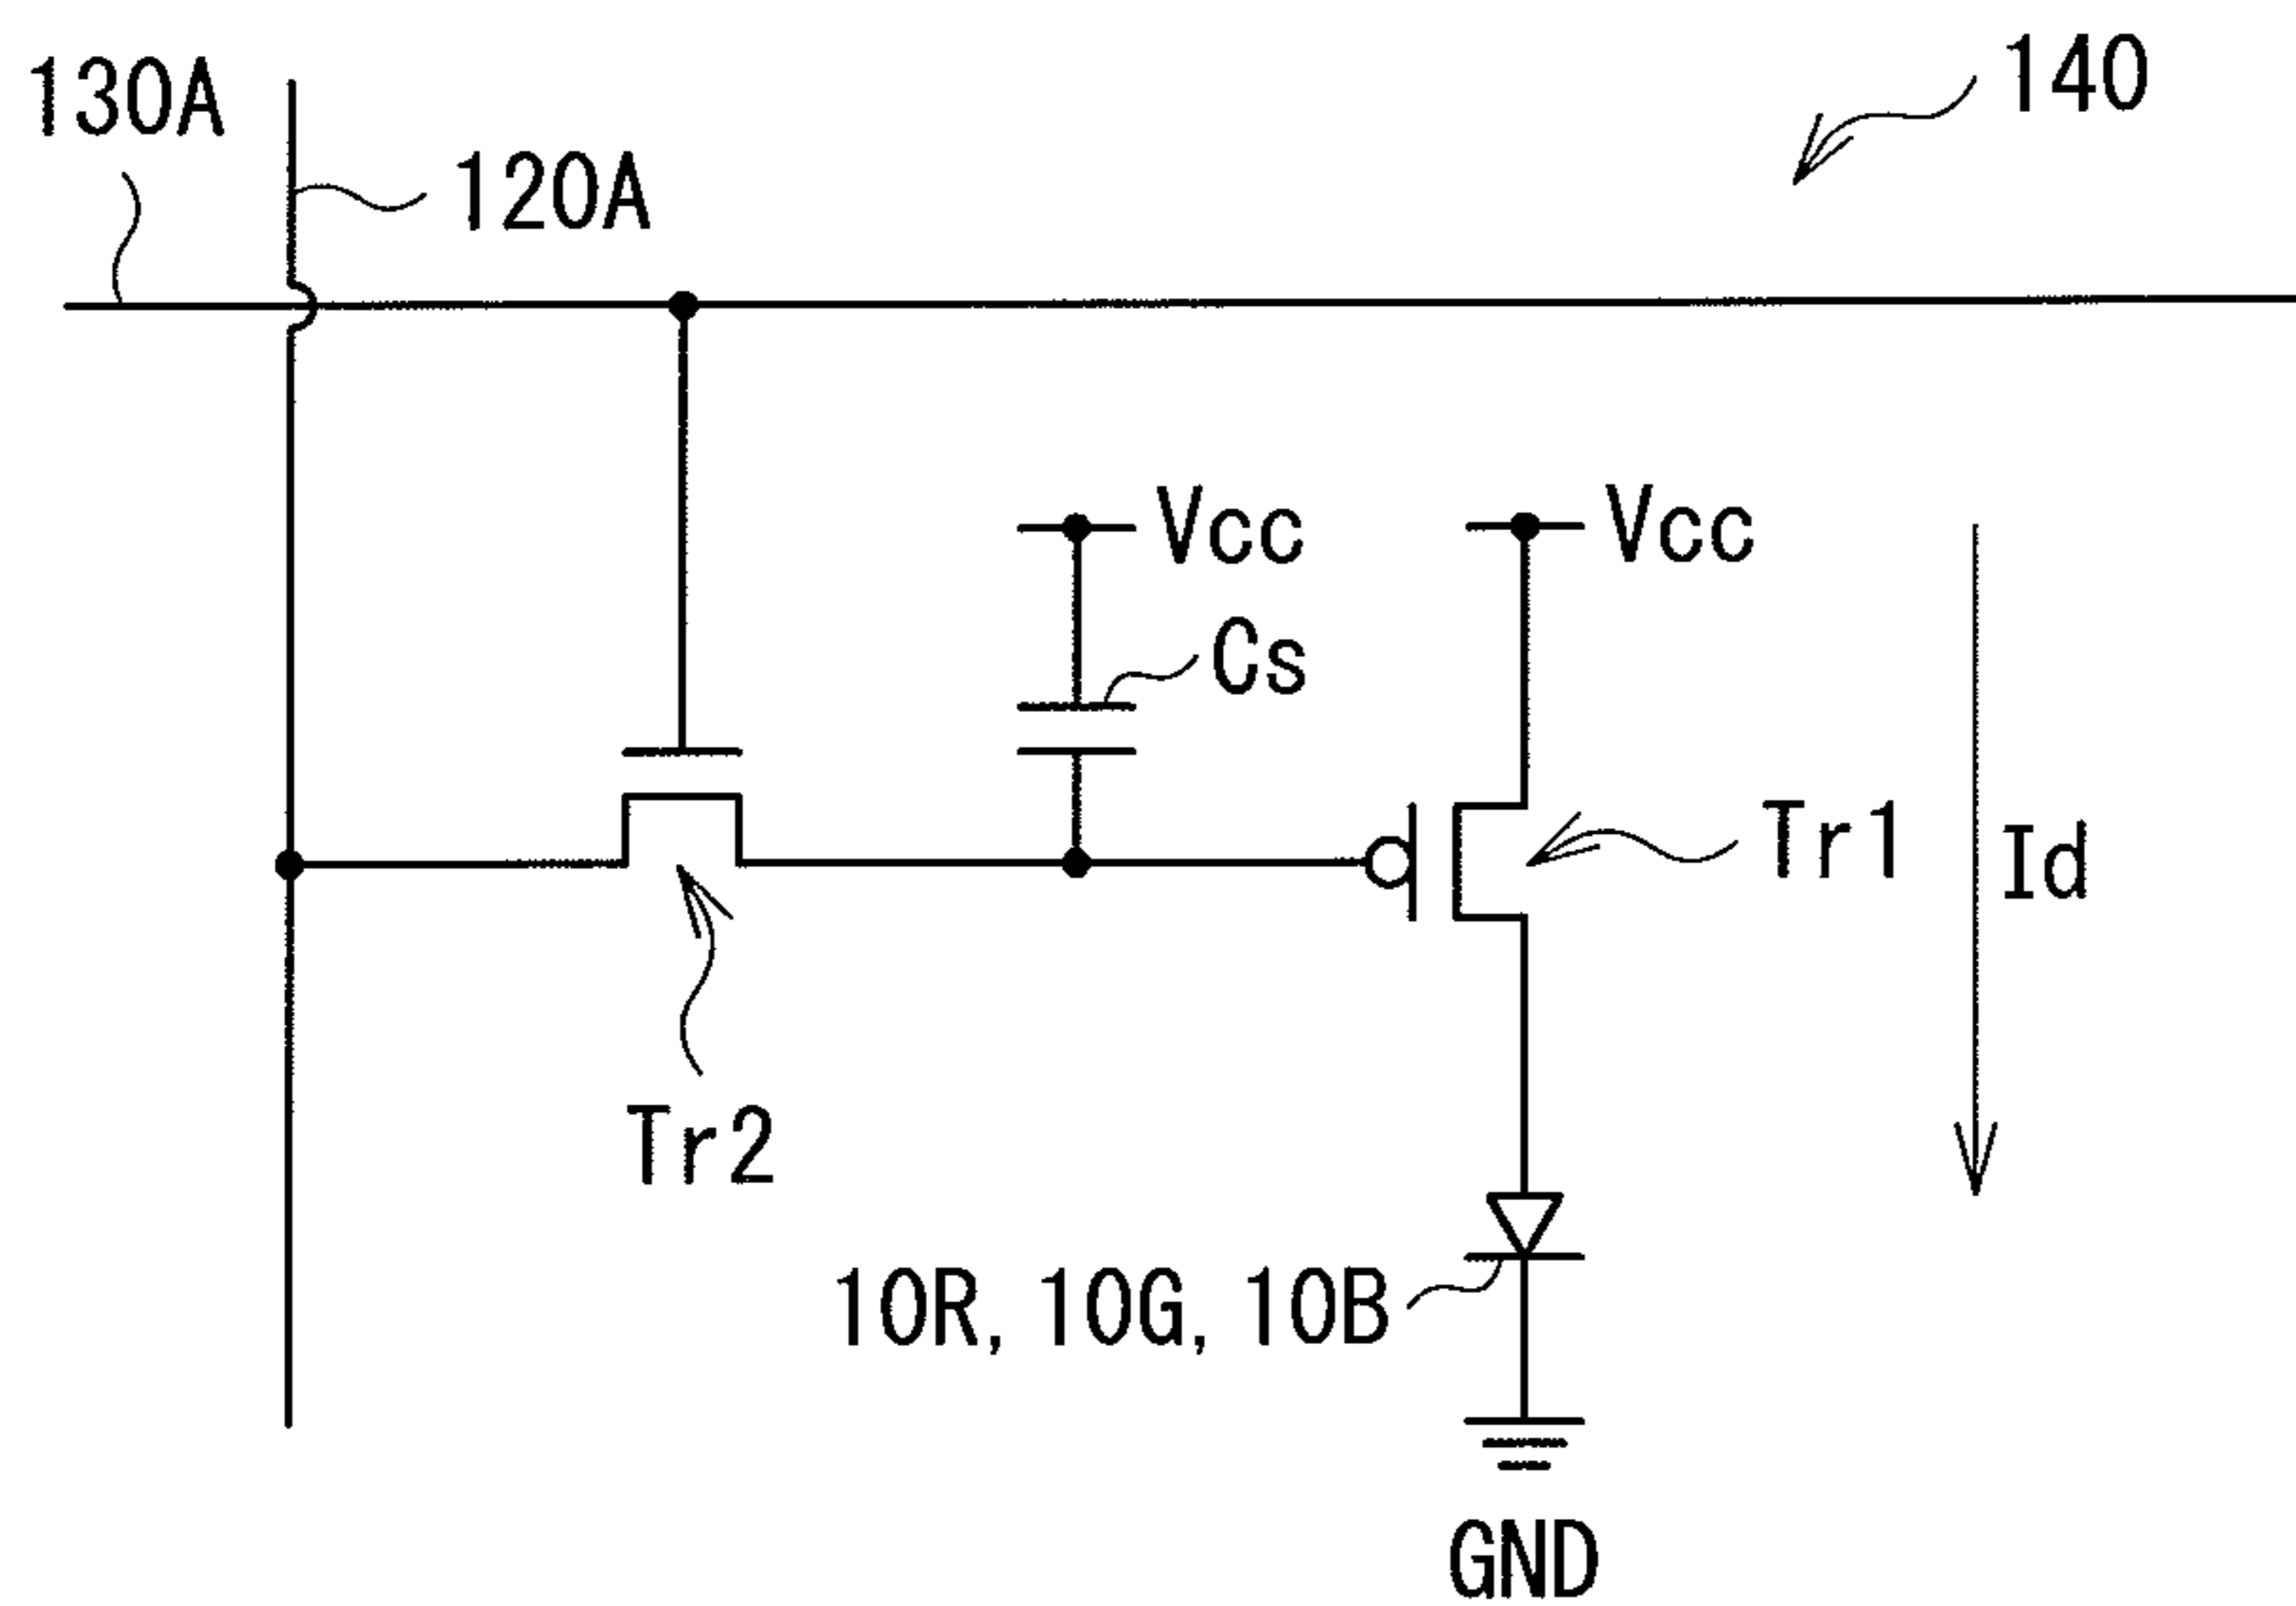 130A
120A
140
Vcc
Vcc
Cs
Tr1
Id
Tr2
10R, 10G, 10B
GND